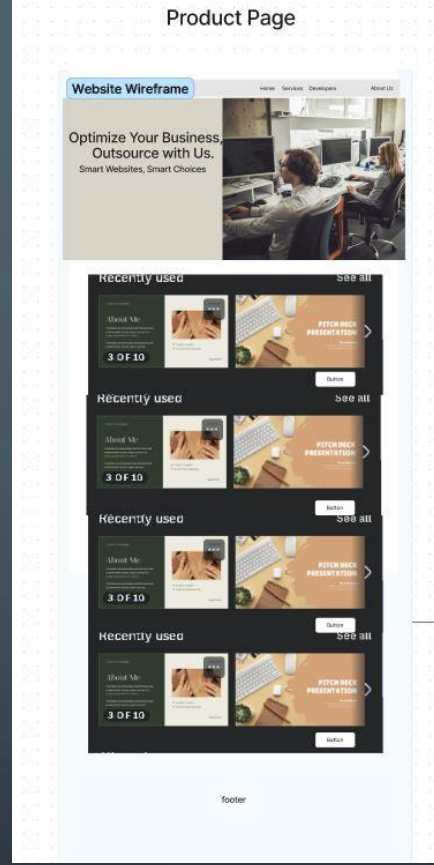 Product Page
Website Wireframe
Home Services Developers About Us
Optimize Your Business,
Outsource with Us.
Smart Websites, Smart Choices
Recently used See all
About Me
PITCH DECK
PRESENTATION
3 OF 10
Button
Recently used See all
About Me
PITCH DECK
PRESENTATION
3 OF 10
Button
Recently used See all
About Me
PITCH DECK
PRESENTATION
3 OF 10
Button
Recently used See all
About Me
PITCH DECK
PRESENTATION
3 OF 10
Button
footer